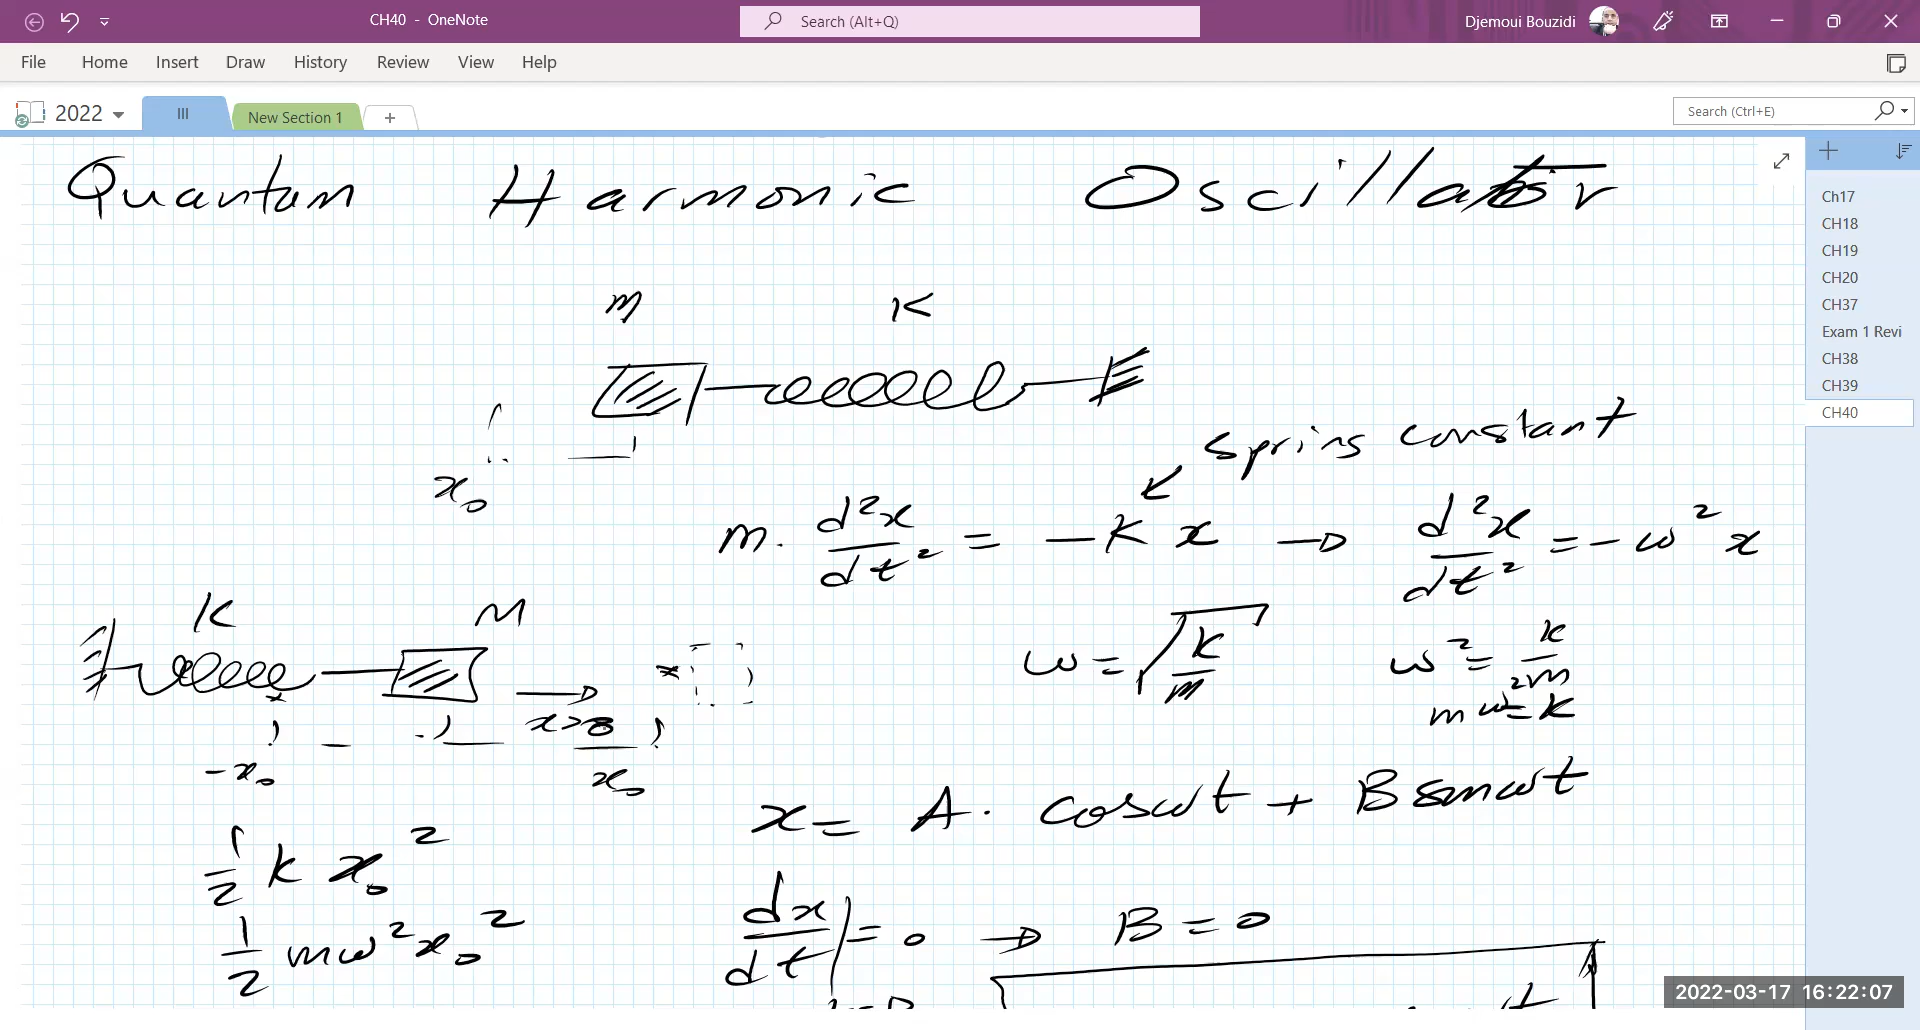 CH40 - OneNote
Search (Alt+Q)
Djemoui Bouzidi
File Home Insert Draw History Review View Help
2022
III
New Section 1
+
Search (Ctrl+E)
Quantum Harmonic Oscillator
m K
x₀
spring constant
m. d²x/dt² = -K x → d²x/dt² = -ω² x
K M
ω = √(k/m) ω² = k/m
mω² = k
x>0
-x₀ x₀
x = A. cosωt + B sinωt
1/2 k x₀²
dx/dt| = 0 → B = 0
1/2 mω² x₀²
Ch17
CH18
CH19
CH20
CH37
Exam 1 Revi
CH38
CH39
CH40
2022-03-17 16:22:07